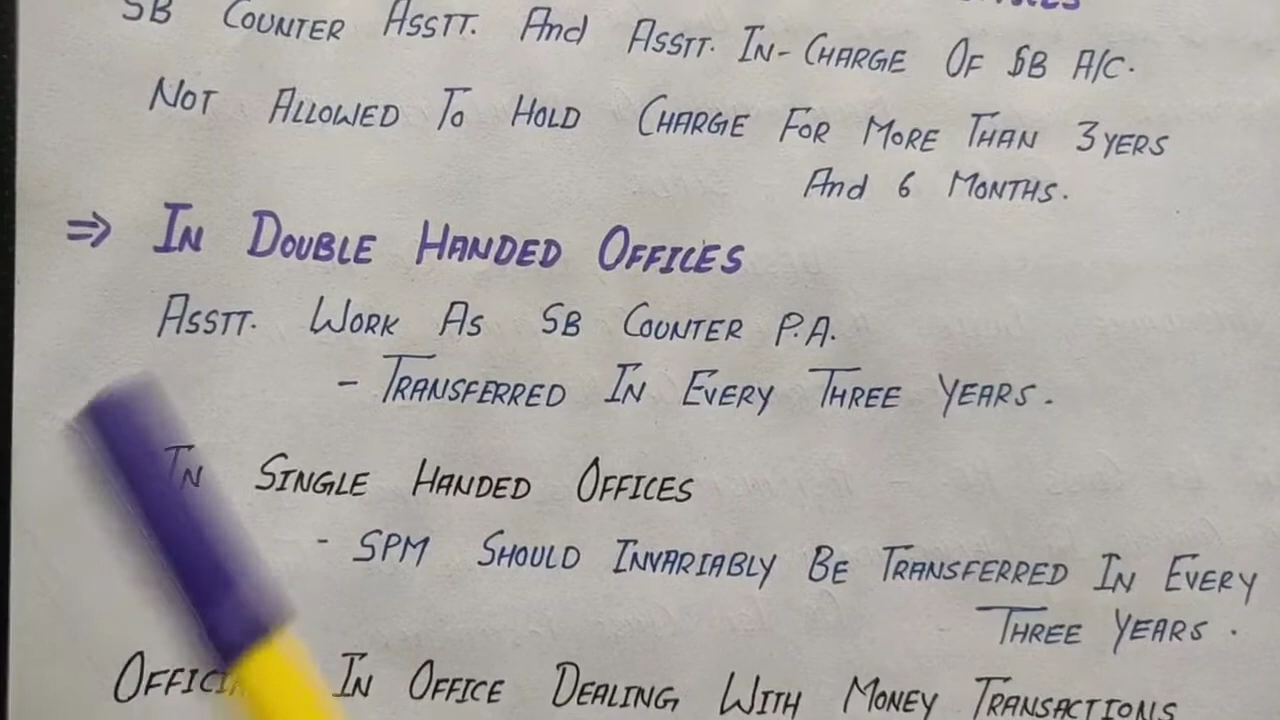 SB COUNTER ASSTT. And ASSTT. IN-CHARGE OF SB A/C.
NOT ALLOWED TO HOLD CHARGE FOR MORE THAN 3 YERS
And 6 MONTHS.
⇒ IN DOUBLE HANDED OFFICES
ASSTT. WORK AS SB COUNTER P.A.
- TRANSFERRED IN EVERY THREE YEARS.
IN SINGLE HANDED OFFICES
- SPM SHOULD INVARIABLY BE TRANSFERRED IN EVERY
THREE YEARS.
IN OFFICE DEALING WITH MONEY TRANSACTIONS